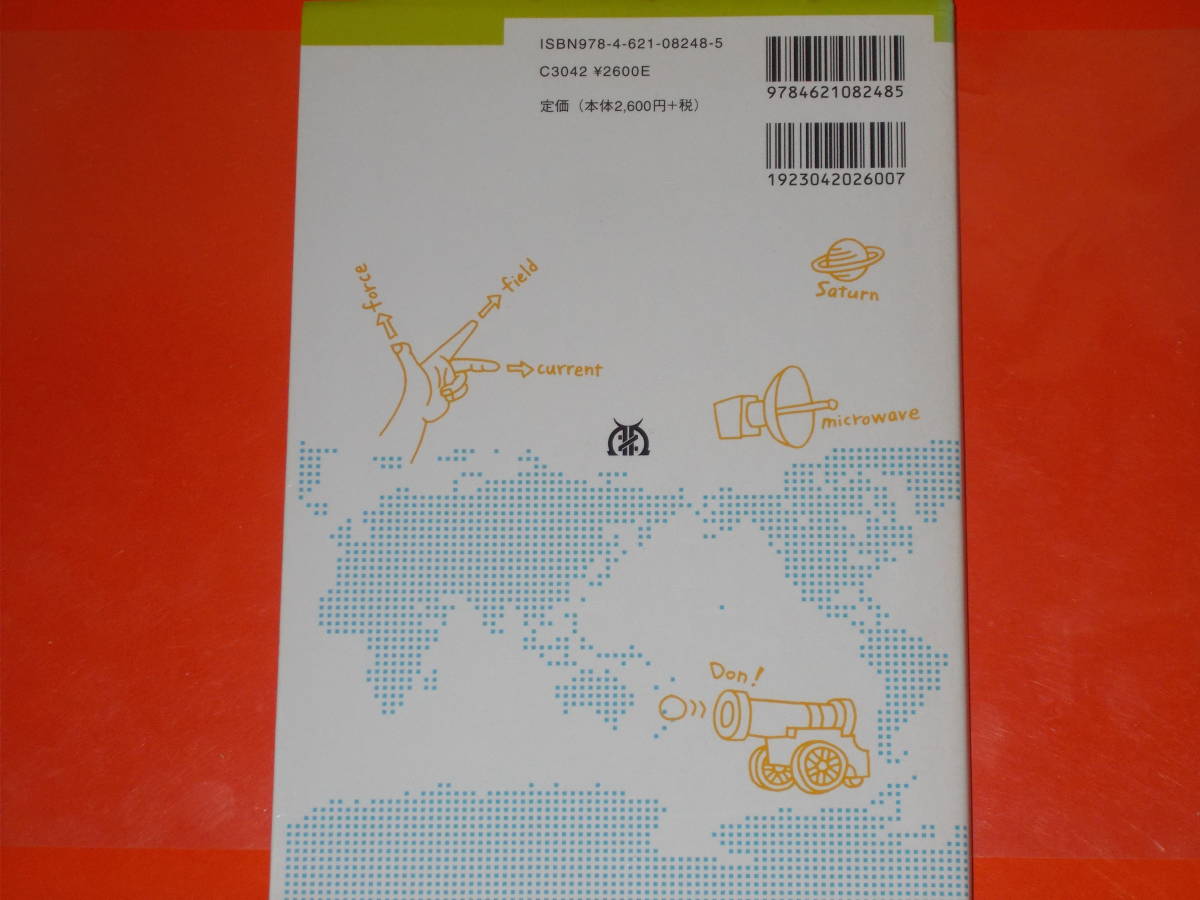 ISBN978-4-621-08248-5
C3042 ¥2600E
定価（本体2,600円+税）
9784621082485
1923042026007
force
field
current
Saturn
microwave
Don!